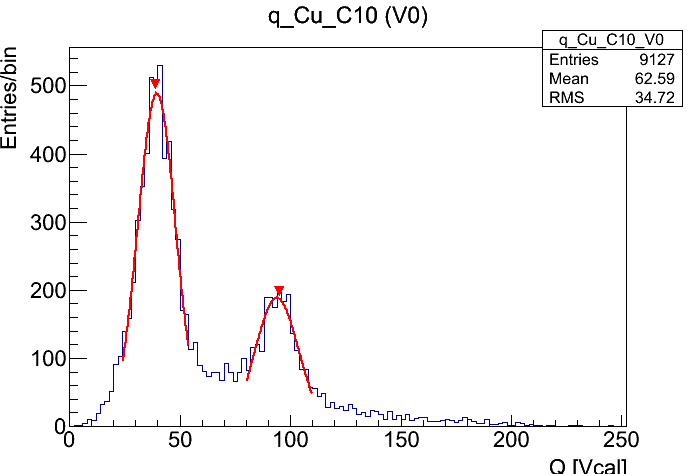 q_Cu_C10 (V0)
q_Cu_C10_V0
Entries 9127
Mean 62.59
RMS 34.72
Entries/bin
500
400
300
200
100
0
0 50 100 150 200 250
Q [Vcal]